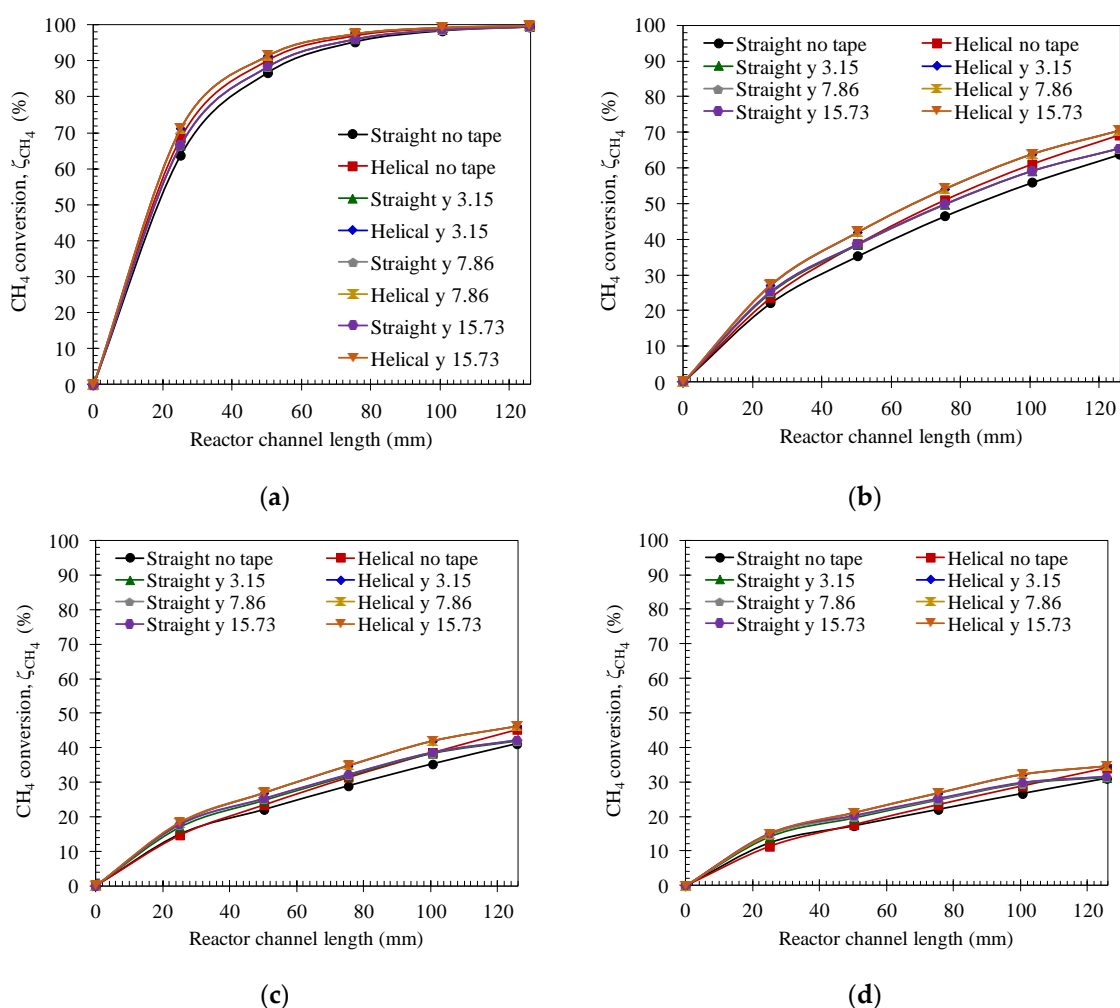 100
90
80
70
60
50
40
30
20
10
0
CH4 conversion, ζCH4 (%)
Straight no tape
Helical no tape
Straight y 3.15
Helical y 3.15
Straight y 7.86
Helical y 7.86
Straight y 15.73
Helical y 15.73
0 20 40 60 80 100 120
Reactor channel length (mm)
(a)
100
90
80
70
60
50
40
30
20
10
0
CH4 conversion, ζCH4 (%)
Straight no tape Helical no tape
Straight y 3.15 Helical y 3.15
Straight y 7.86 Helical y 7.86
Straight y 15.73 Helical y 15.73
0 20 40 60 80 100 120
Reactor channel length (mm)
(b)
100
90
80
70
60
50
40
30
20
10
0
CH4 conversion, ζCH4 (%)
Straight no tape Helical no tape
Straight y 3.15 Helical y 3.15
Straight y 7.86 Helical y 7.86
Straight y 15.73 Helical y 15.73
0 20 40 60 80 100 120
Reactor channel length (mm)
(c)
100
90
80
70
60
50
40
30
20
10
0
CH4 conversion, ζCH4 (%)
Straight no tape Helical no tape
Straight y 3.15 Helical y 3.15
Straight y 7.86 Helical y 7.86
Straight y 15.73 Helical y 15.73
0 20 40 60 80 100 120
Reactor channel length (mm)
(d)